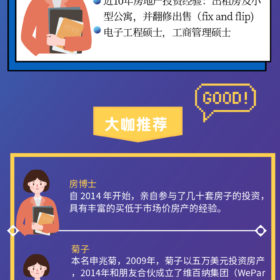 近10年房地产投资经验：出租房及小
型公寓，并翻修出售（fix and flip)
电子工程硕士，工商管理硕士
GOOD!
大咖推荐
房博士
自 2014 年开始，亲自参与了几十套房子的投资，
具有丰富的买低于市场价房产的经验。
菊子
本名申兆菊，2009年，菊子以五万美元投资房产
，2014年和朋友合伙成立了维百纳集团（WePar